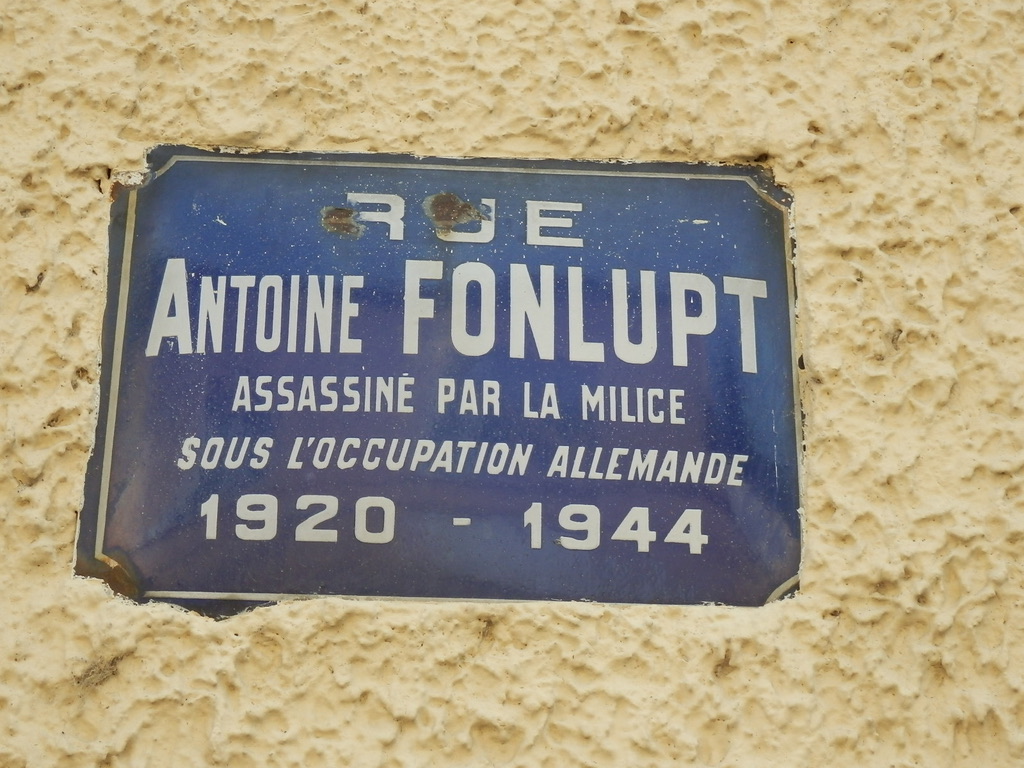 RUE
ANTOINE FONLUPT
ASSASSINÉ PAR LA MILICE
SOUS L'OCCUPATION ALLEMANDE
1920 - 1944